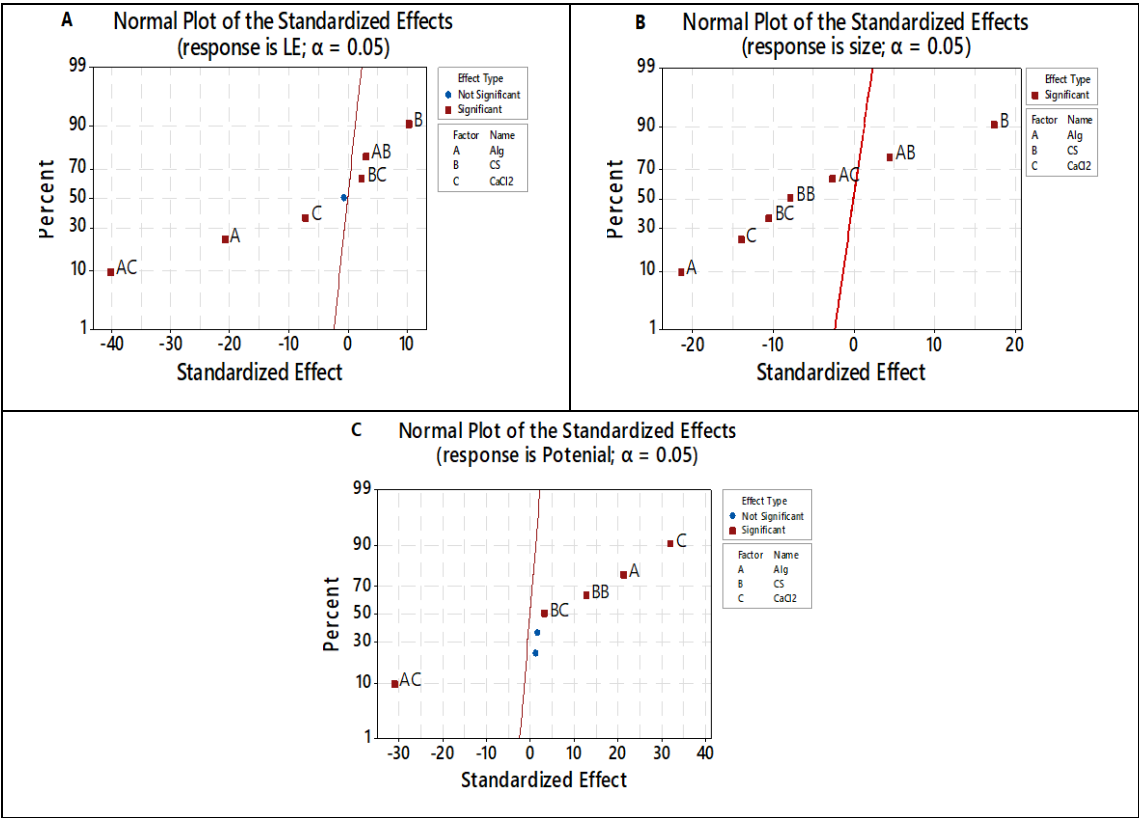 A
Normal Plot of the Standardized Effects
(response is LE; α = 0.05)
Effect Type
Not Significant
Significant
Factor Name
A Alg
B CS
C CaCl2
Percent
99
90
70
50
30
10
1
B
AB
BC
C
A
AC
-40 -30 -20 -10 0 10
Standardized Effect
B
Normal Plot of the Standardized Effects
(response is size; α = 0.05)
Effect Type
Significant
Factor Name
A Alg
B CS
C CaCl2
Percent
99
90
70
50
30
10
1
B
AB
AC
BB
BC
C
A
-20 -10 0 10 20
Standardized Effect
C
Normal Plot of the Standardized Effects
(response is Potenial; α = 0.05)
Effect Type
Not Significant
Significant
Factor Name
A Alg
B CS
C CaCl2
Percent
99
90
70
50
30
10
1
C
A
BB
BC
AC
-30 -20 -10 0 10 20 30 40
Standardized Effect